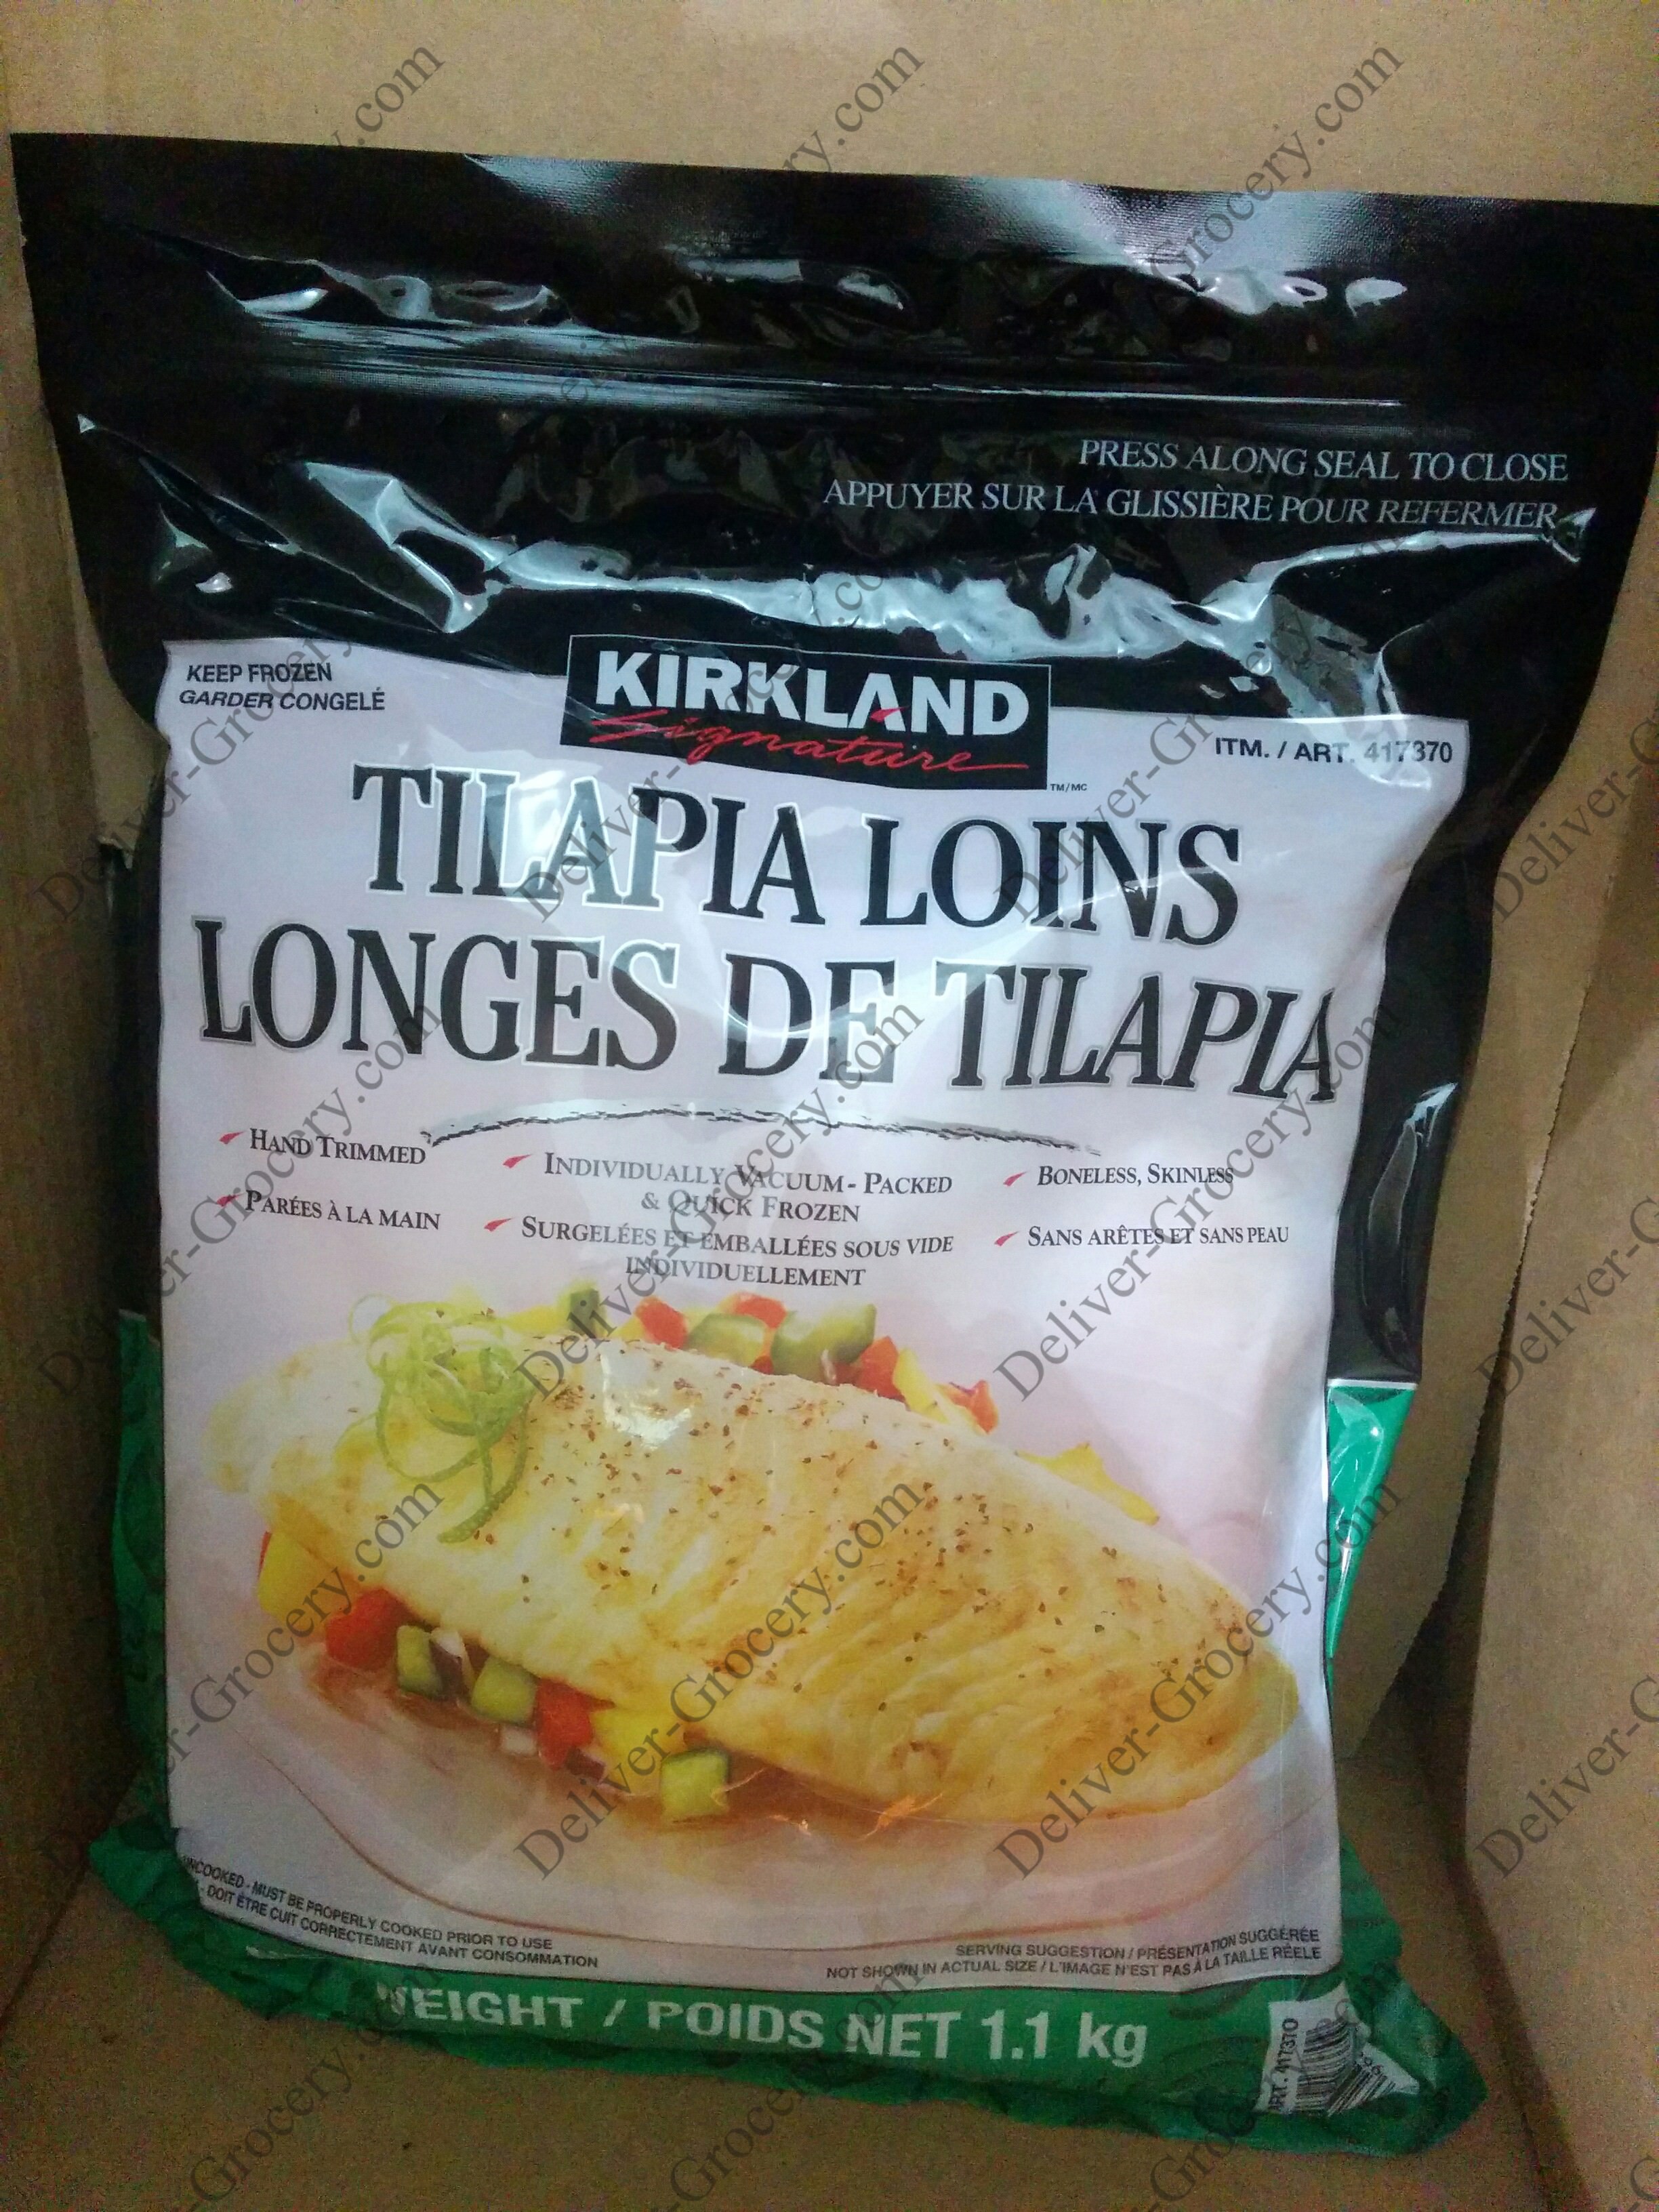 PRESS ALONG SEAL TO CLOSE
APPUYER SUR LA GLISSIÈRE POUR REFERMER
KEEP FROZEN
GARDER CONGELÉ
KIRKLAND
Signature
TM/MC
ITM. / ART. 417370
TILAPIA LOINS
LONGES DE TILAPIA
HAND TRIMMED
INDIVIDUALLY VACUUM-PACKED
& QUICK FROZEN
BONELESS, SKINLESS
PARÉES À LA MAIN
SURGELÉES ET EMBALLÉES SOUS VIDE
INDIVIDUELLEMENT
SANS ARÊTES ET SANS PEAU
UNCOOKED - MUST BE PROPERLY COOKED PRIOR TO USE
- DOIT ÊTRE CUIT CORRECTEMENT AVANT CONSOMMATION
SERVING SUGGESTION / PRÉSENTATION SUGGÉRÉE
NOT SHOWN IN ACTUAL SIZE / L'IMAGE N'EST PAS À LA TAILLE RÉELE
WEIGHT / POIDS NET 1.1 kg
ART. 417370
Deliver-Grocery.com